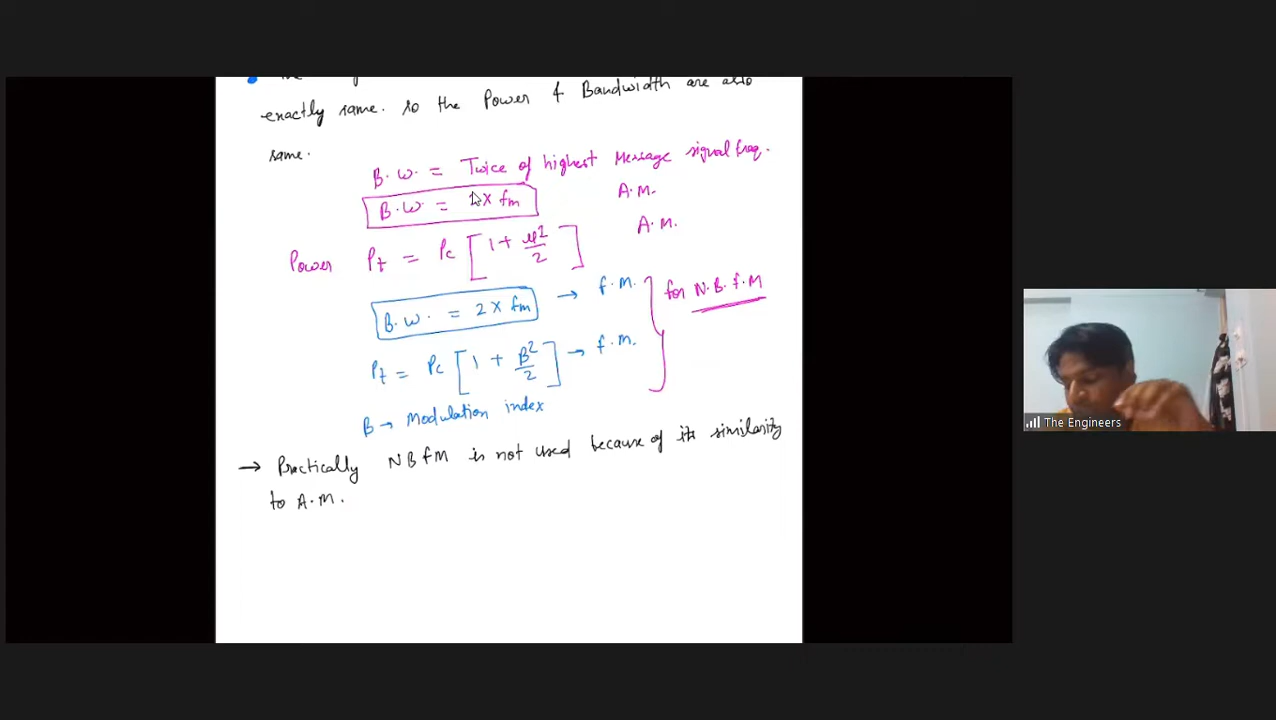 exactly same. so the Power & Bandwidth are also
same.
B.W. = Twice of highest Message signal freq.
B.W = 2x fm A.M.
Power Pt = Pc [1 + μ²/2] A.M.
B.W. = 2x fm → f.M.
for N.B.f.M
Pt = Pc [1 + β²/2] → f.M.
B → Modulation index
→ Practically NBfM is not used because of its similarity
to A.M.
The Engineers